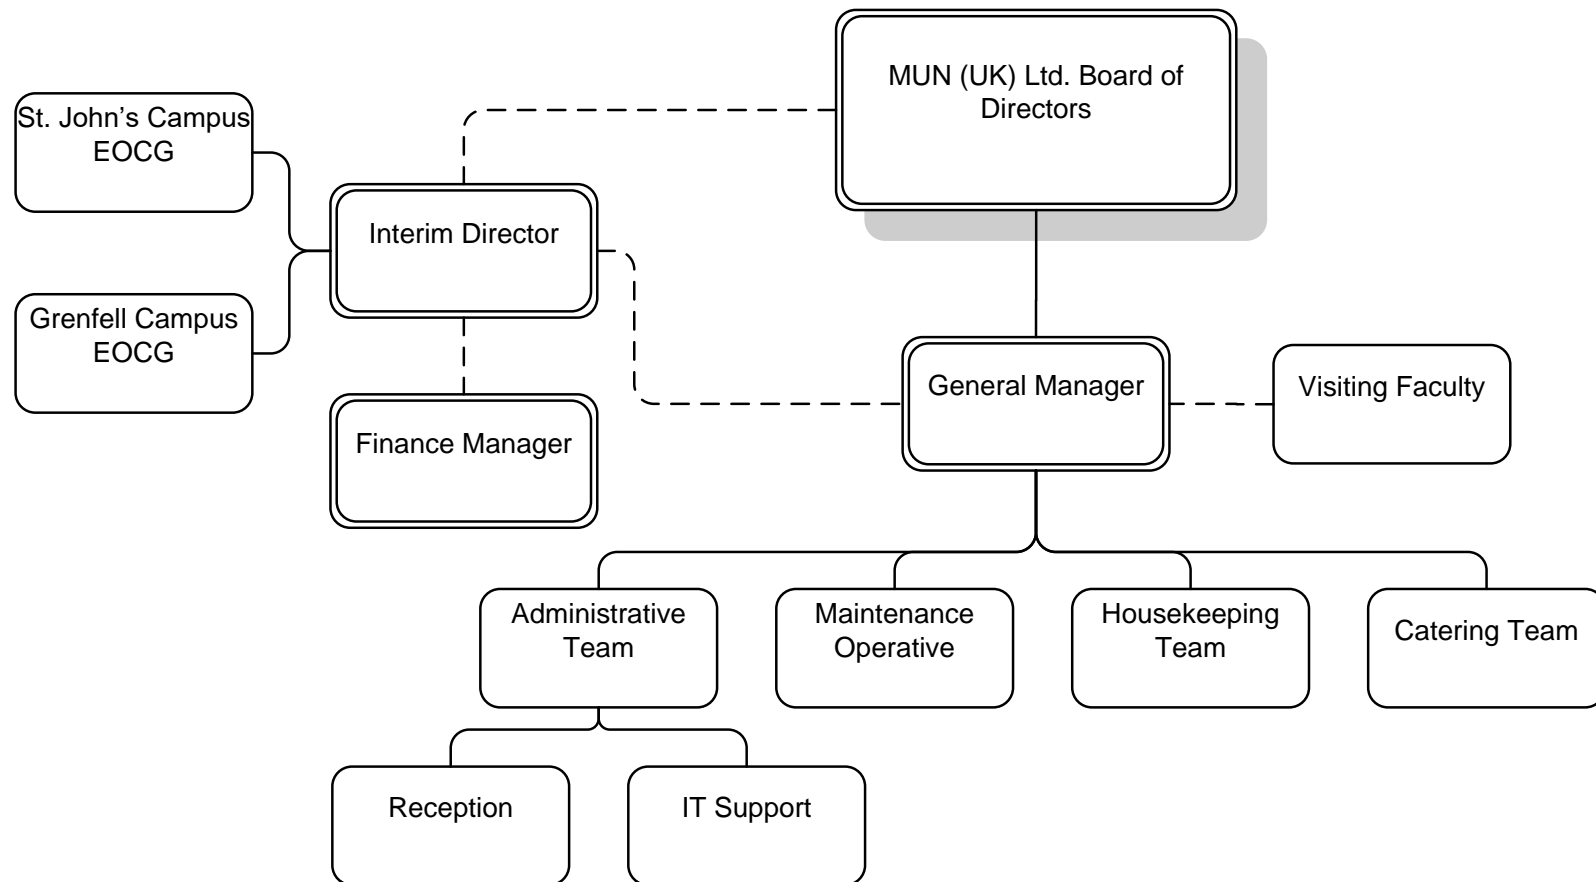 MUN (UK) Ltd. Board of
Directors
St. John’s Campus
EOCG
Interim Director
Grenfell Campus
EOCG
General Manager
Visiting Faculty
Finance Manager
Administrative
Team
Maintenance
Operative
Housekeeping
Team
Catering Team
Reception
IT Support